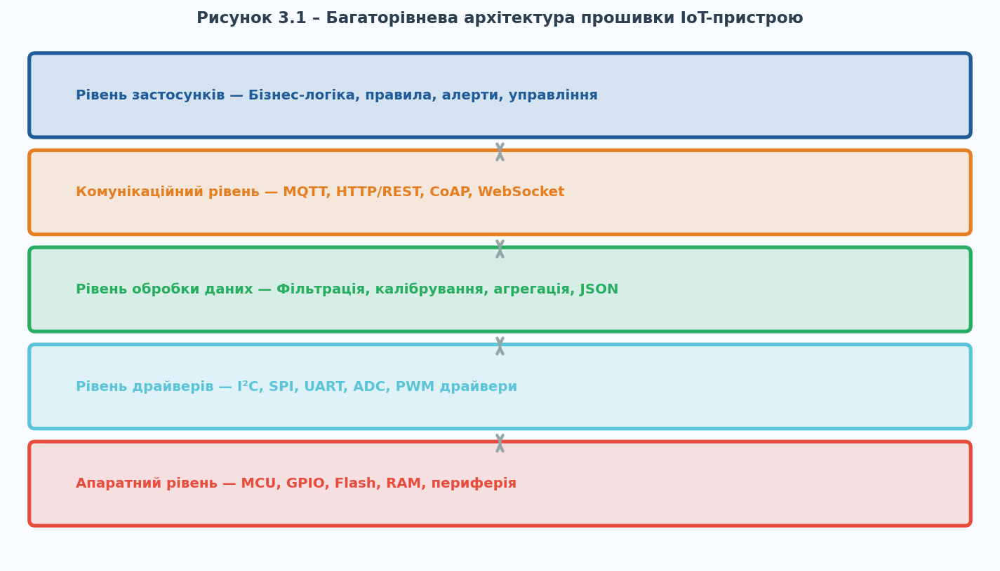 Рисунок 3.1 – Багаторівнева архітектура прошивки IoT-пристрою
Рівень застосунків — Бізнес-логіка, правила, алерти, управління
Комунікаційний рівень — MQTT, HTTP/REST, CoAP, WebSocket
Рівень обробки даних — Фільтрація, калібрування, агрегація, JSON
Рівень драйверів — I²C, SPI, UART, ADC, PWM драйвери
Апаратний рівень — MCU, GPIO, Flash, RAM, периферія